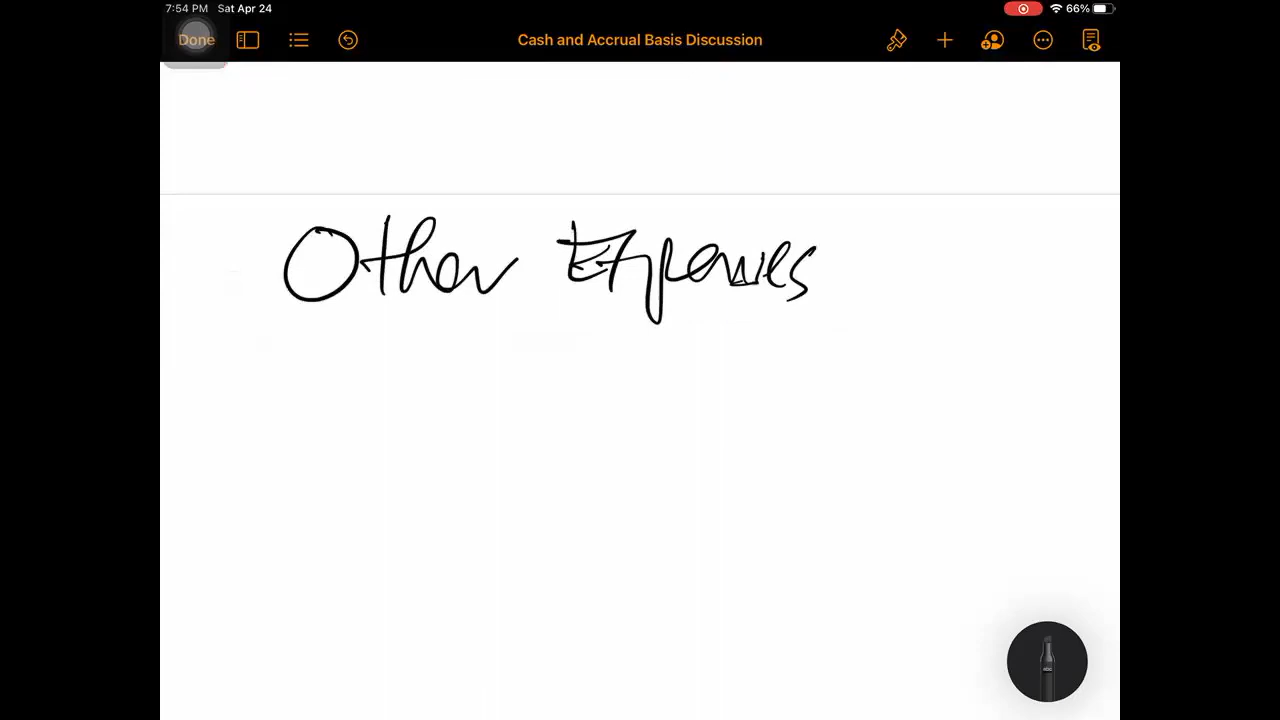 7:54 PM Sat Apr 24
66%
Done
Cash and Accrual Basis Discussion
Other Expenses